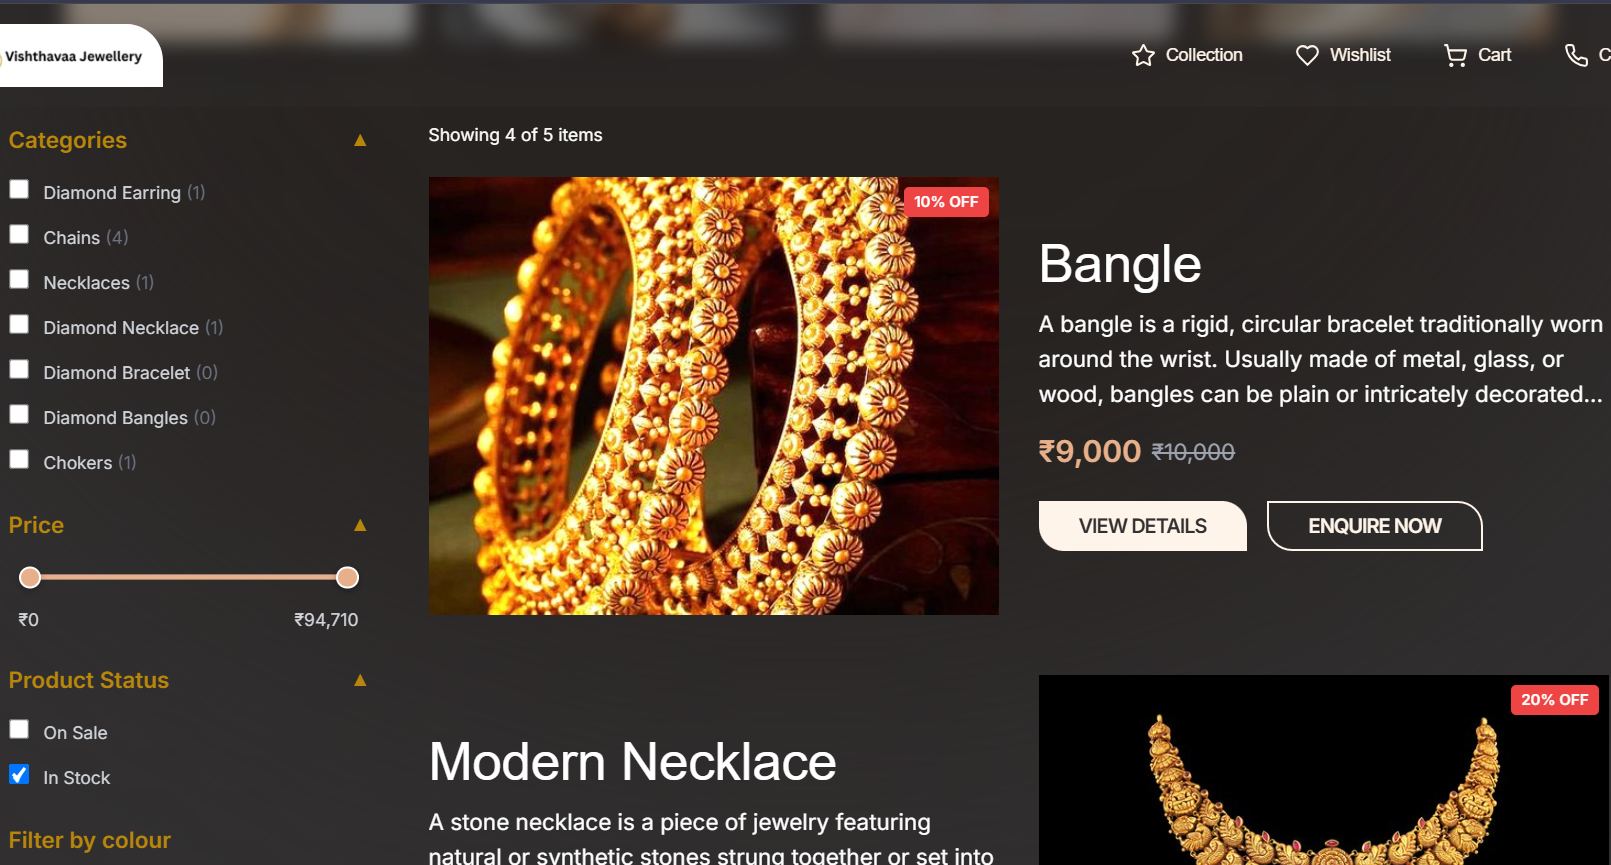 Vishthavaa Jewellery
Collection
Wishlist
Cart
C
Categories ▲
Diamond Earring (1)
Chains (4)
Necklaces (1)
Diamond Necklace (1)
Diamond Bracelet (0)
Diamond Bangles (0)
Chokers (1)
Price ▲
₹0
₹94,710
Product Status ▲
On Sale
In Stock
Filter by colour
Showing 4 of 5 items
10% OFF
Bangle
A bangle is a rigid, circular bracelet traditionally worn
around the wrist. Usually made of metal, glass, or
wood, bangles can be plain or intricately decorated...
₹9,000 ₹10,000
VIEW DETAILS
ENQUIRE NOW
Modern Necklace
A stone necklace is a piece of jewelry featuring
natural or synthetic stones strung together or set into
20% OFF